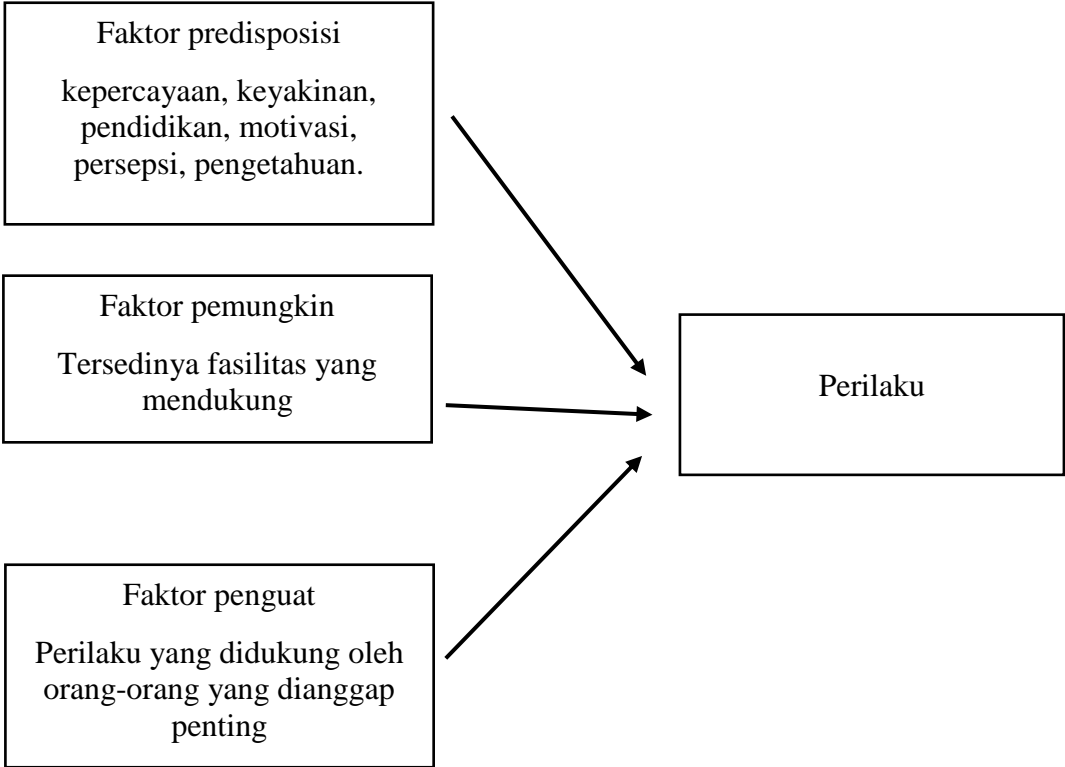 Faktor predisposisi
kepercayaan, keyakinan,
pendidikan, motivasi,
persepsi, pengetahuan.
Faktor pemungkin
Tersedinya fasilitas yang
mendukung
Perilaku
Faktor penguat
Perilaku yang didukung oleh
orang-orang yang dianggap
penting